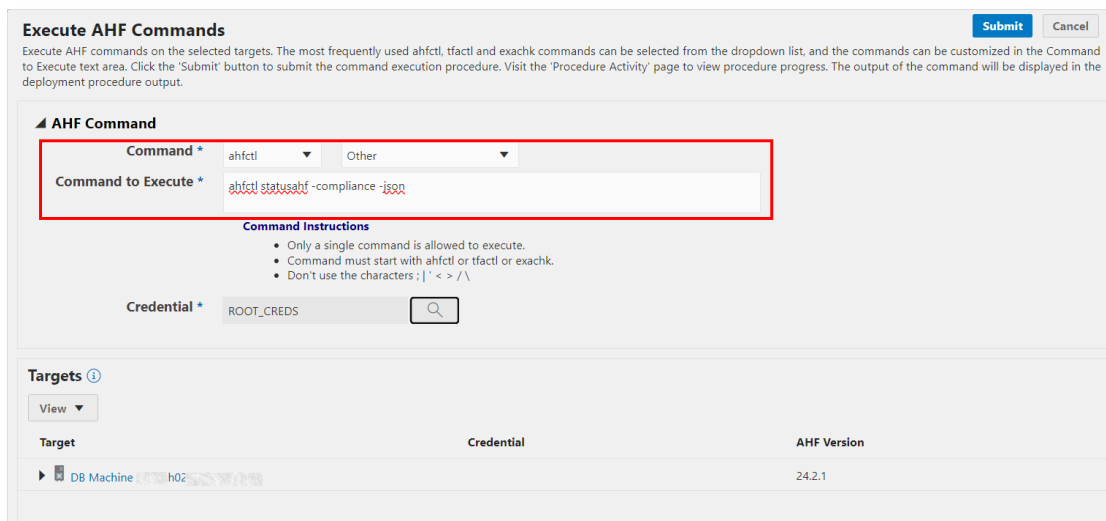 Execute AHF Commands
Submit
Cancel
Execute AHF commands on the selected targets. The most frequently used ahfctl, tfactl and exachk commands can be selected from the dropdown list, and the commands can be customized in the Command
to Execute text area. Click the 'Submit' button to submit the command execution procedure. Visit the 'Procedure Activity' page to view procedure progress. The output of the command will be displayed in the
deployment procedure output.
AHF Command
Command *
ahfctl
Other
Command to Execute *
ahfctl statusahf -compliance -json
Command Instructions
• Only a single command is allowed to execute.
• Command must start with ahfctl or tfactl or exachk.
• Don't use the characters ; | ` < > / \
Credential *
ROOT_CREDS
Targets
View
Target
Credential
AHF Version
DB Machine h02
24.2.1